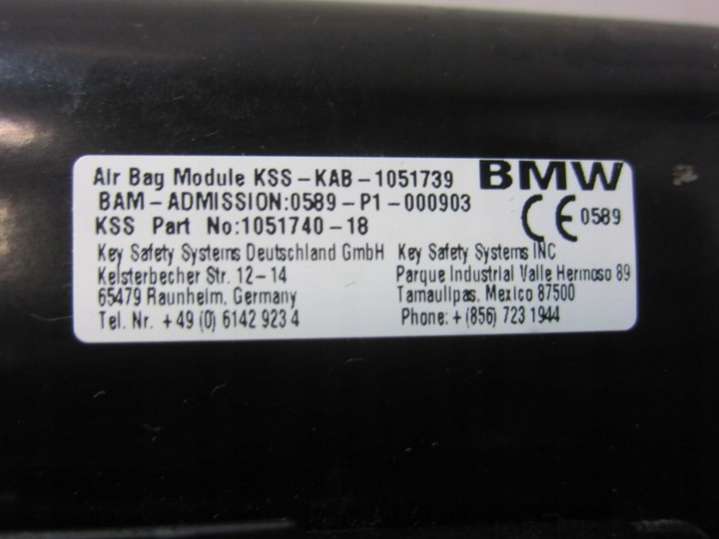 Air Bag Module KSS-KAB-1051739 BMW
BAM-ADMISSION:0589-P1-000903 CE 0589
KSS Part No:1051740-18
Key Safety Systems Deutschland GmbH Key Safety Systems INC
Kelsterbecher Str. 12-14 Parque Industrial Valle Hermoso 89
65479 Raunheim, Germany Tamaulipas, Mexico 87500
Tel. Nr. +49 (0) 6142 923 4 Phone: + (856) 723 1944